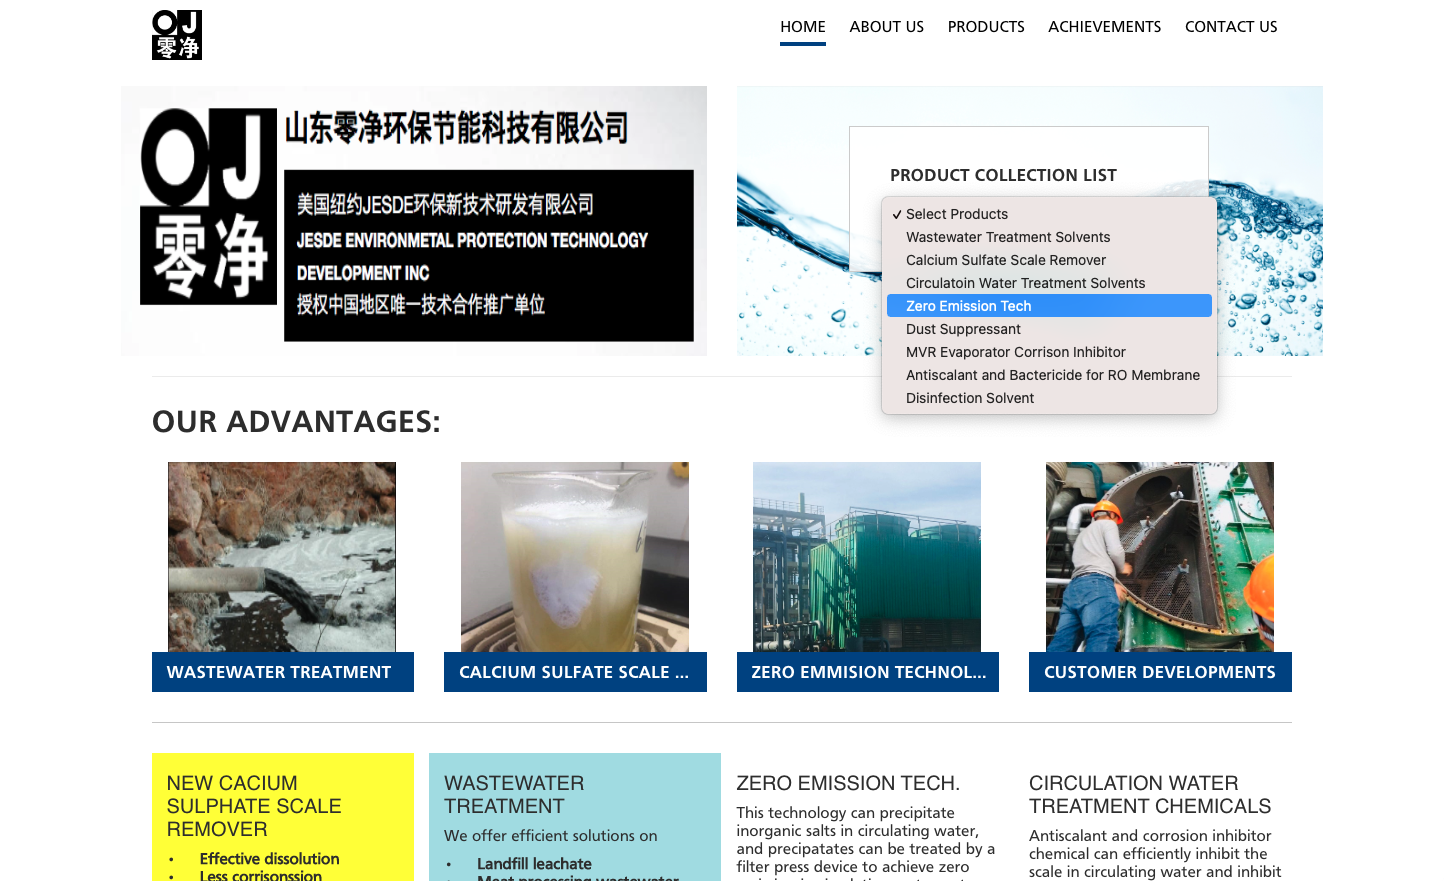 OJ
零净
HOME
ABOUT US
PRODUCTS
ACHIEVEMENTS
CONTACT US
OJ
零净
山东零净环保节能科技有限公司
美国纽约JESDE环保新技术研发有限公司
JESDE ENVIRONMETAL PROTECTION TECHNOLOGY
DEVELOPMENT INC
授权中国地区唯一技术合作推广单位
PRODUCT COLLECTION LIST
✓ Select Products
Wastewater Treatment Solvents
Calcium Sulfate Scale Remover
Circulatoin Water Treatment Solvents
Zero Emission Tech
Dust Suppressant
MVR Evaporator Corrison Inhibitor
Antiscalant and Bactericide for RO Membrane
Disinfection Solvent
OUR ADVANTAGES:
WASTEWATER TREATMENT
CALCIUM SULFATE SCALE ...
ZERO EMMISION TECHNOL...
CUSTOMER DEVELOPMENTS
NEW CACIUM
SULPHATE SCALE
REMOVER
• Effective dissolution
• Less corrisonssion
WASTEWATER
TREATMENT
We offer efficient solutions on
• Landfill leachate
• Meat processing wastewater
ZERO EMISSION TECH.
This technology can precipitate
inorganic salts in circulating water,
and precipatates can be treated by a
filter press device to achieve zero
CIRCULATION WATER
TREATMENT CHEMICALS
Antiscalant and corrosion inhibitor
chemical can efficiently inhibit the
scale in circulating water and inhibit